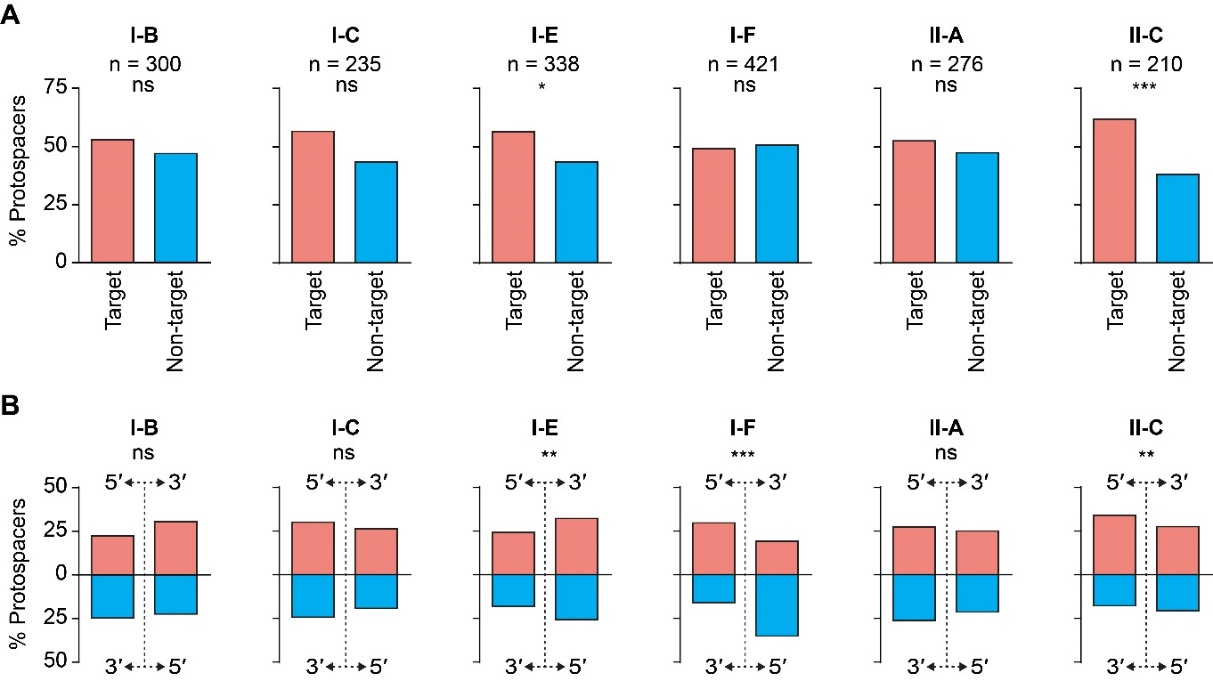 A
I-B I-C I-E I-F II-A II-C
n = 300 n = 235 n = 338 n = 421 n = 276 n = 210
ns ns * ns ns ***
% Protospacers
75
50
25
0
Target Non-target Target Non-target Target Non-target Target Non-target Target Non-target Target Non-target
B
I-B I-C I-E I-F II-A II-C
ns ns ** *** ns **
5′ 3′ 5′ 3′ 5′ 3′ 5′ 3′ 5′ 3′ 5′ 3′
% Protospacers
50
25
0
25
50
3′ 5′ 3′ 5′ 3′ 5′ 3′ 5′ 3′ 5′ 3′ 5′